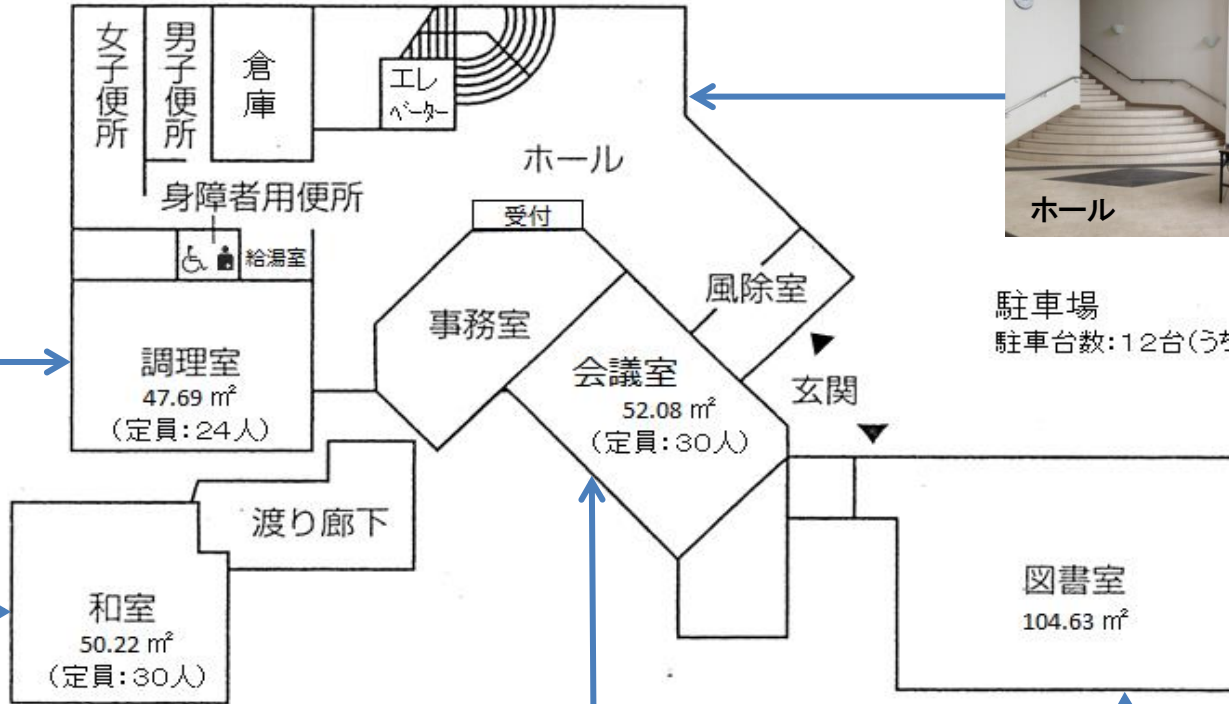 女子便所
男子便所
倉庫
エレ
ベーター
ホール
ホール
身障者用便所
受付
給湯室
風除室
事務室
駐車場
駐車台数:12台(うち
調理室
47.69 ㎡
(定員:24人)
会議室
52.08 ㎡
(定員:30人)
玄関
渡り廊下
和室
50.22 ㎡
(定員:30人)
図書室
104.63 ㎡